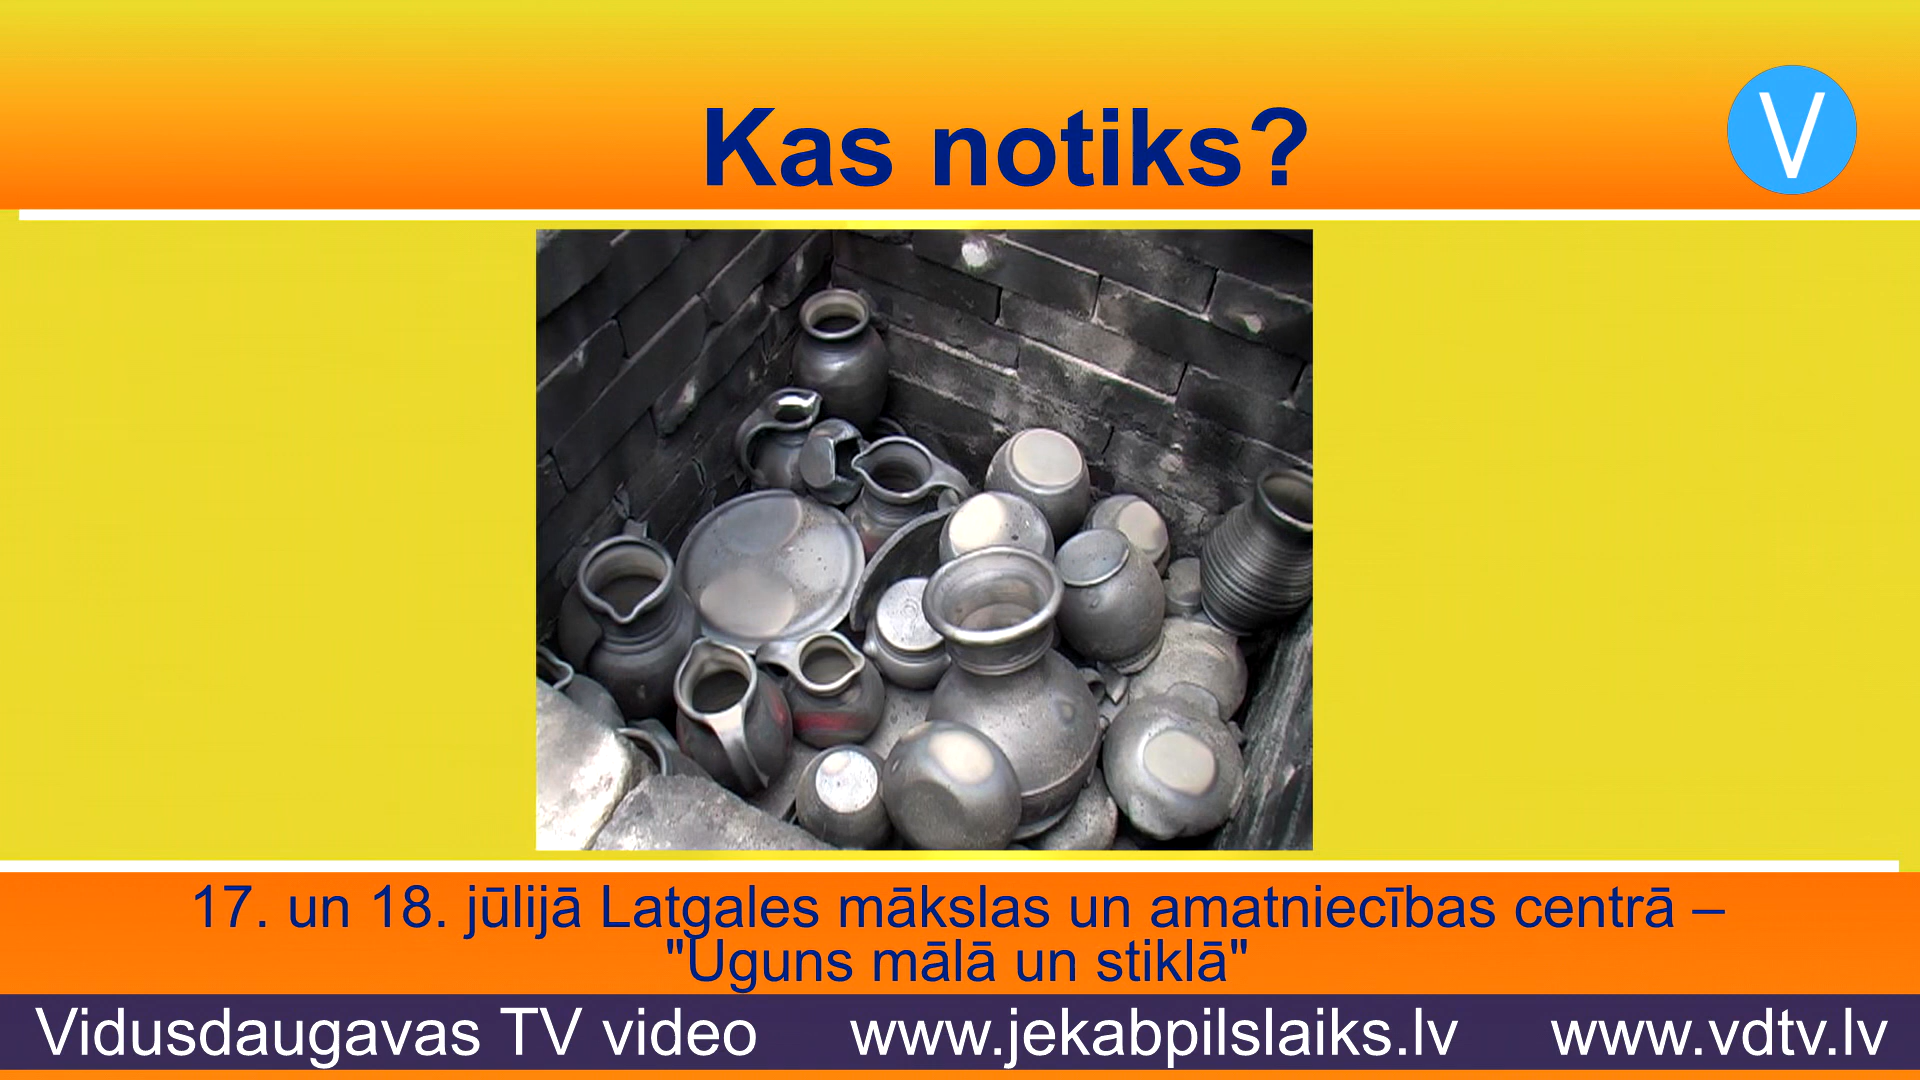 Kas notiks?
V
17. un 18. jūlijā Latgales mākslas un amatniecības centrā –
"Uguns mālā un stiklā"
Vidusdaugavas TV video www.jekabpilslaiks.lv www.vdtv.lv